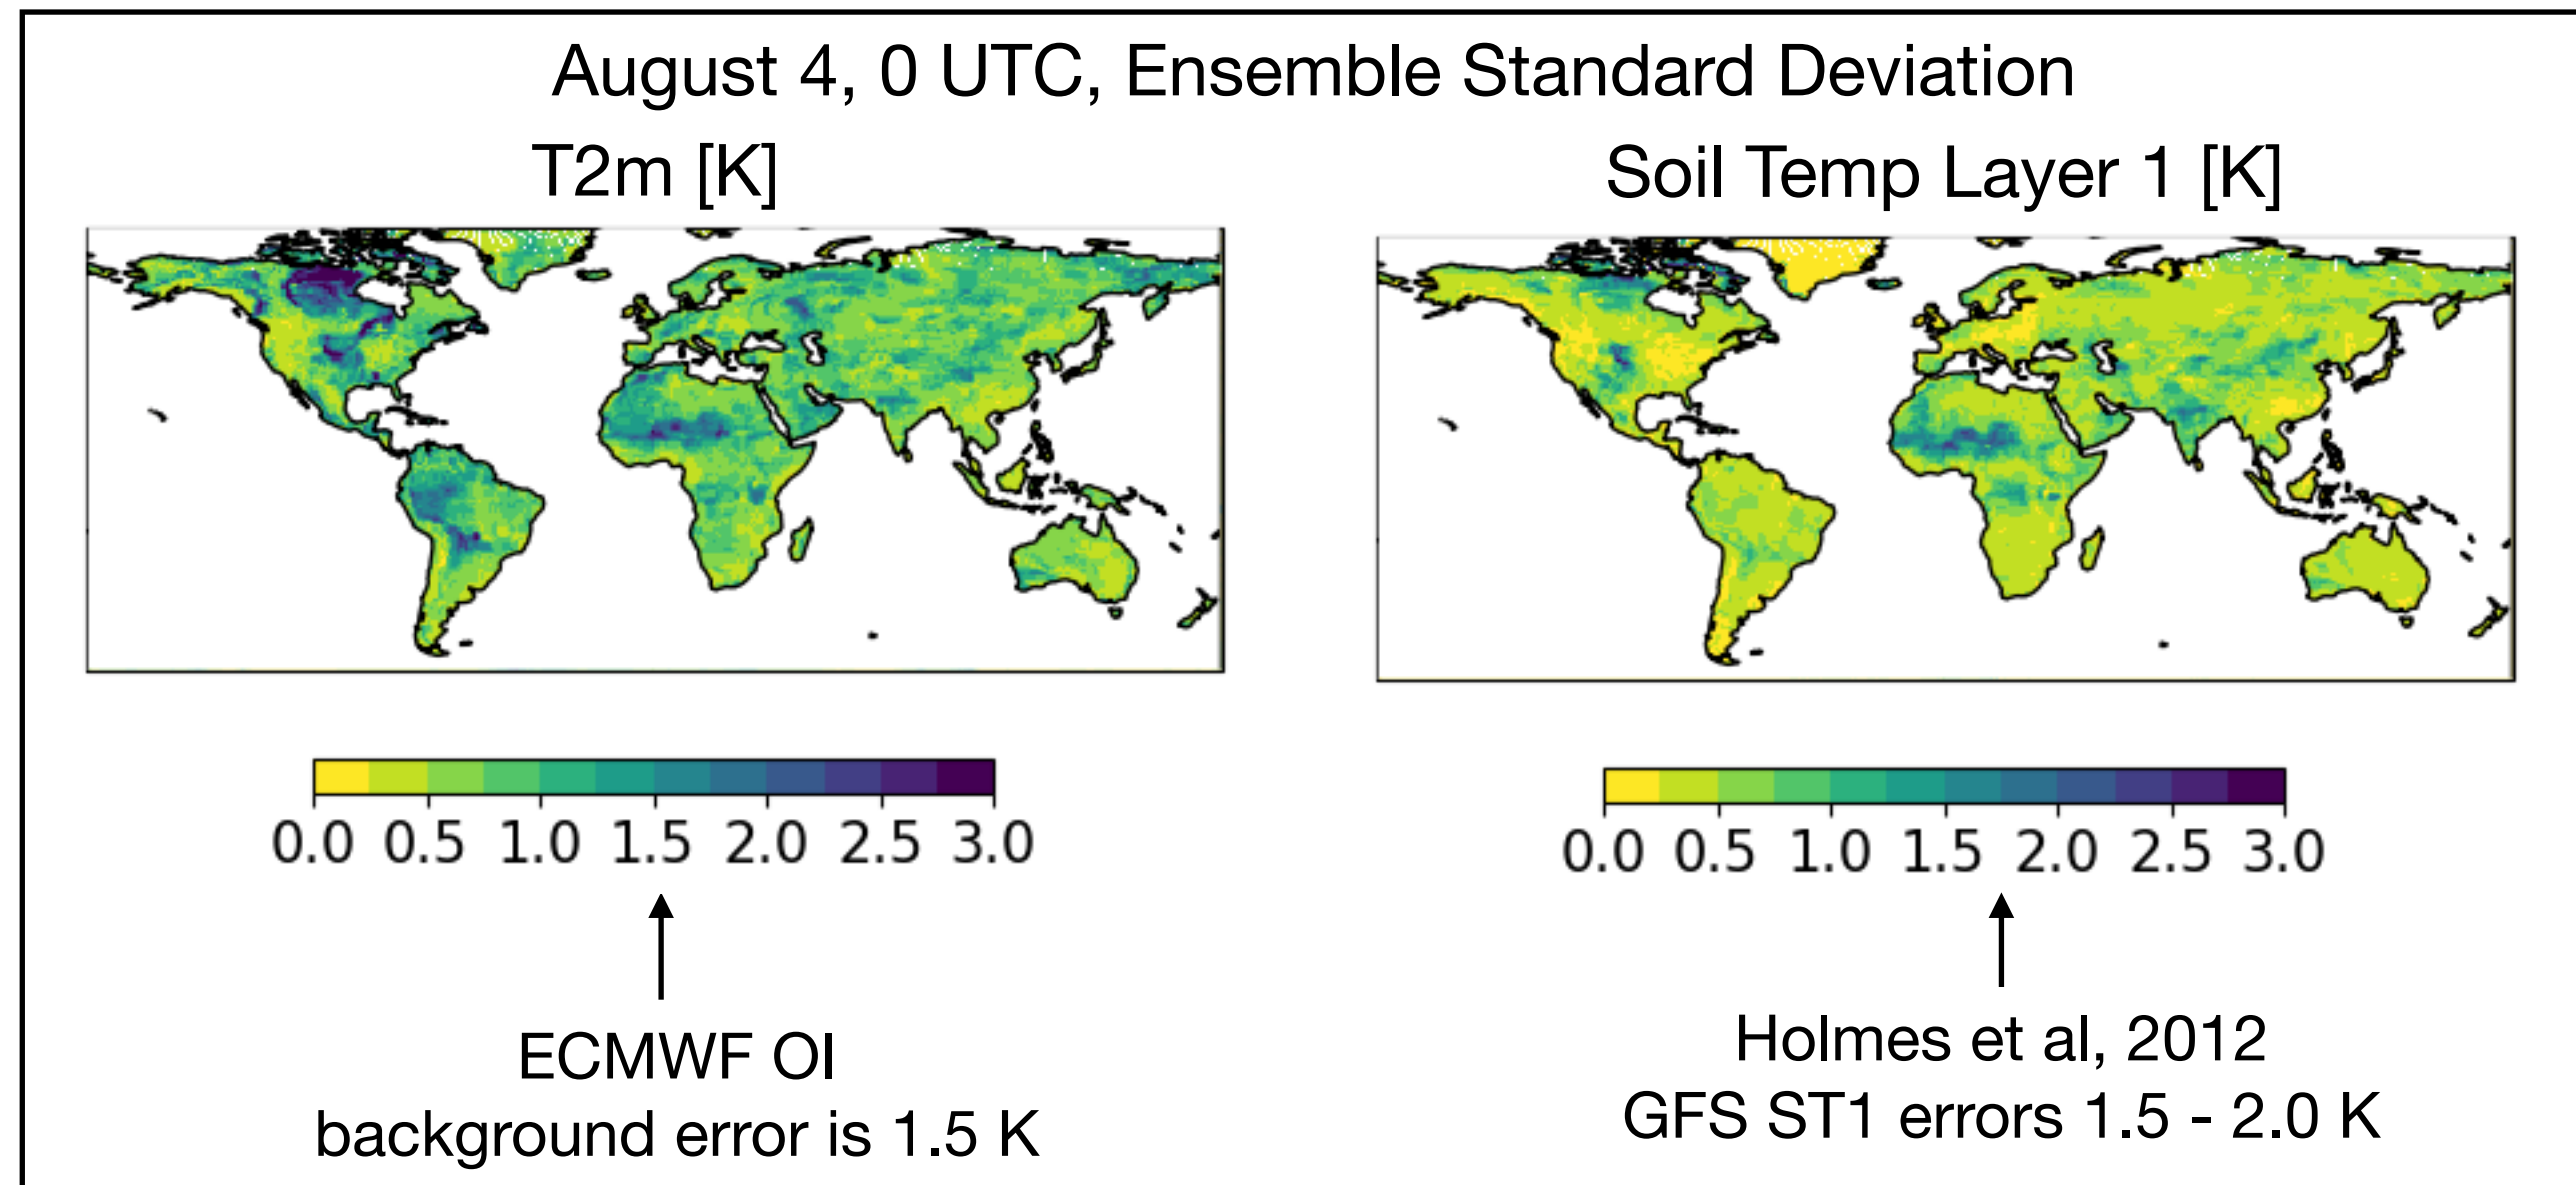 August 4, 0 UTC, Ensemble Standard Deviation
T2m [K]
Soil Temp Layer 1 [K]
0.0 0.5 1.0 1.5 2.0 2.5 3.0
0.0 0.5 1.0 1.5 2.0 2.5 3.0
ECMWF OI
background error is 1.5 K
Holmes et al, 2012
GFS ST1 errors 1.5 - 2.0 K